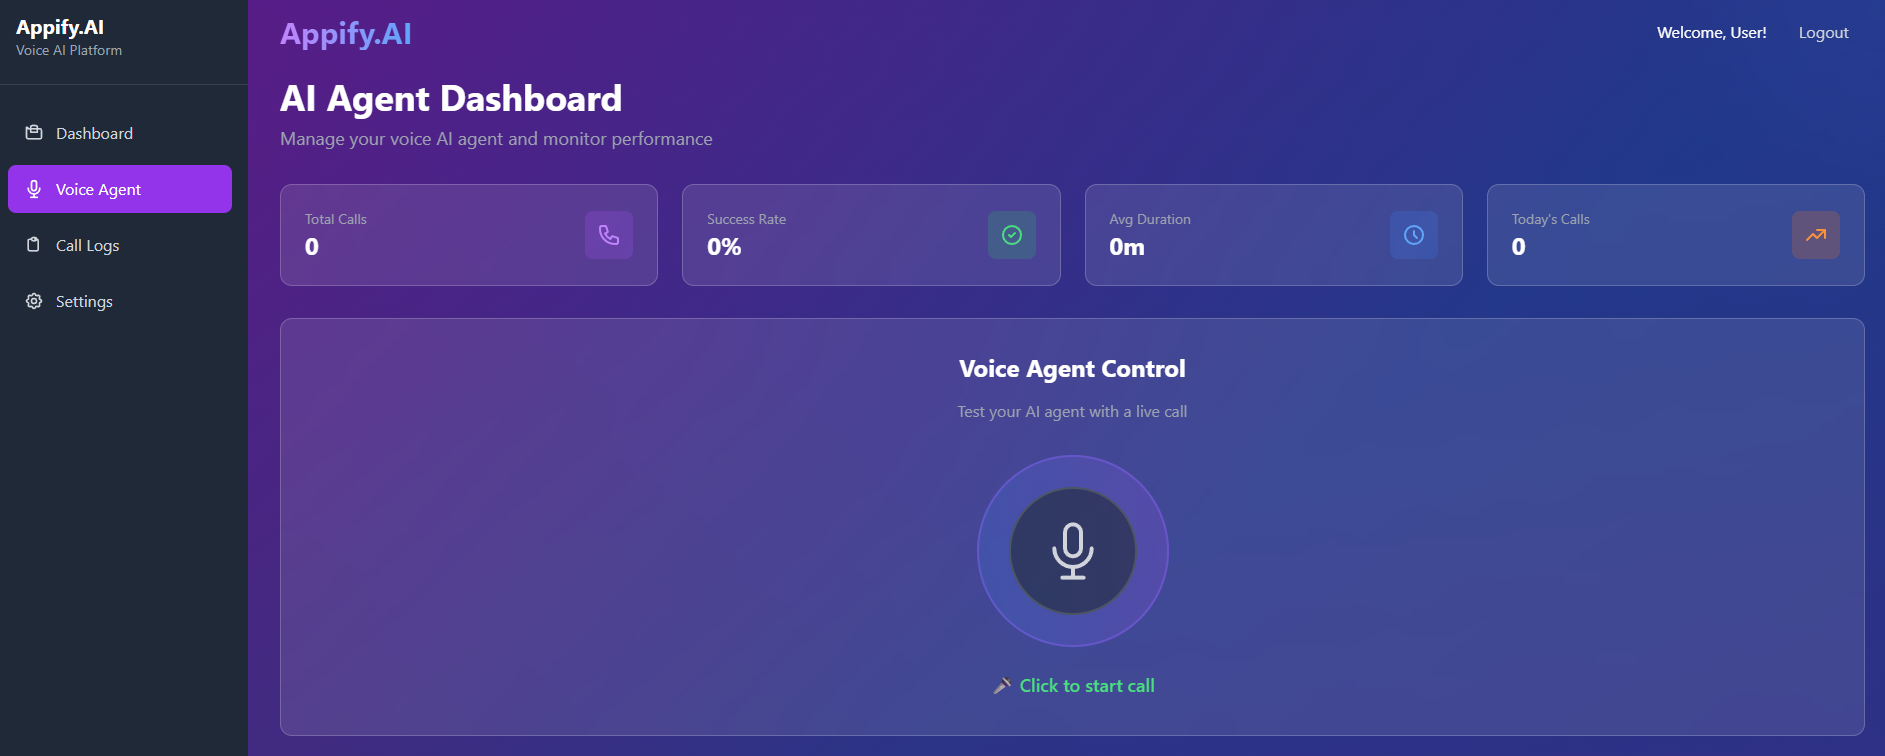 Appify.AI
Voice AI Platform
Dashboard
Voice Agent
Call Logs
Settings
Appify.AI
Welcome, User!
Logout
AI Agent Dashboard
Manage your voice AI agent and monitor performance
Total Calls
0
Success Rate
0%
Avg Duration
0m
Today's Calls
0
Voice Agent Control
Test your AI agent with a live call
🎤 Click to start call